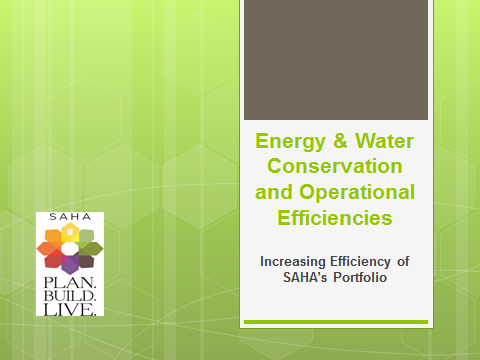 Energy & Water
Conservation
and Operational
Efficiencies
Increasing Efficiency of
SAHA's Portfolio
SAHA
PLAN.
BUILD.
LIVE.